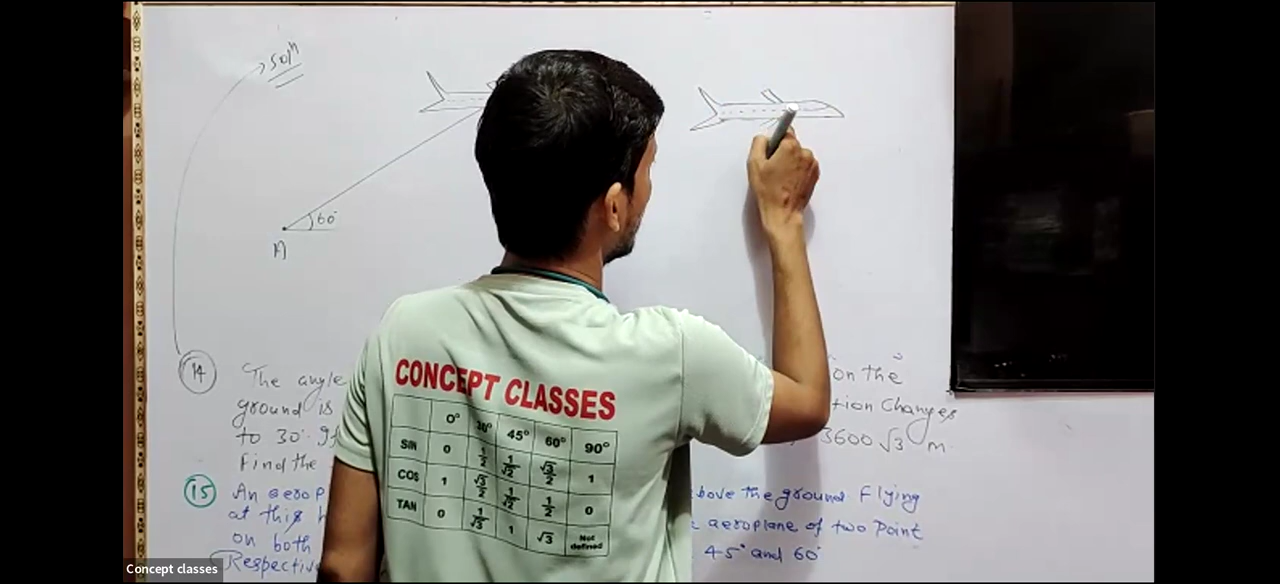 Solⁿ
60°
A
14 The angle on the
ground is tion Changes
to 30°. If 3600 √3 m.
Find the
15 An aerop bove the ground Flying
at this h aeroplane of two Point
on both 45° and 60°
Respective
CONCEPT CLASSES
0° 30° 45° 60° 90°
SIN 0 1/2 1/√2 √3/2 1
COS 1 √3/2 1/√2 1/2 0
TAN 0 1/√3 1 √3 Not defined
Concept classes